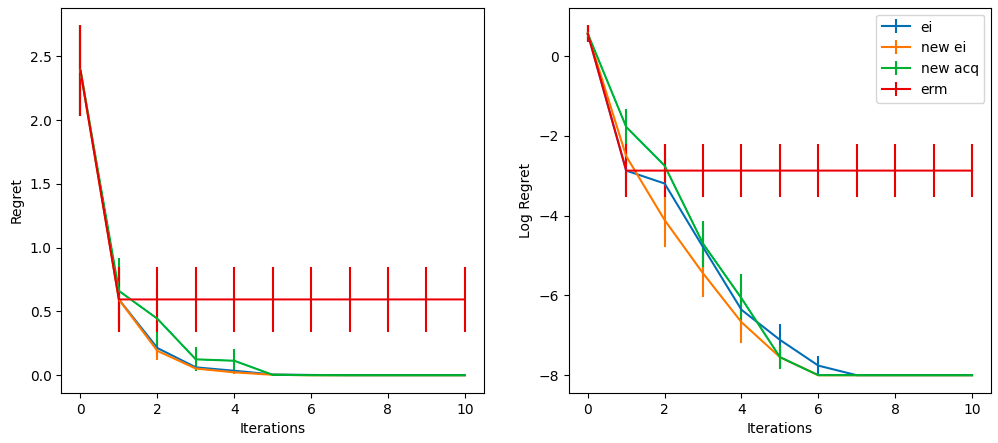 2.5
2.0
1.5
1.0
0.5
0.0
Regret
0 2 4 6 8 10
Iterations
0
−2
−4
−6
−8
Log Regret
0 2 4 6 8 10
Iterations
ei
new ei
new acq
erm